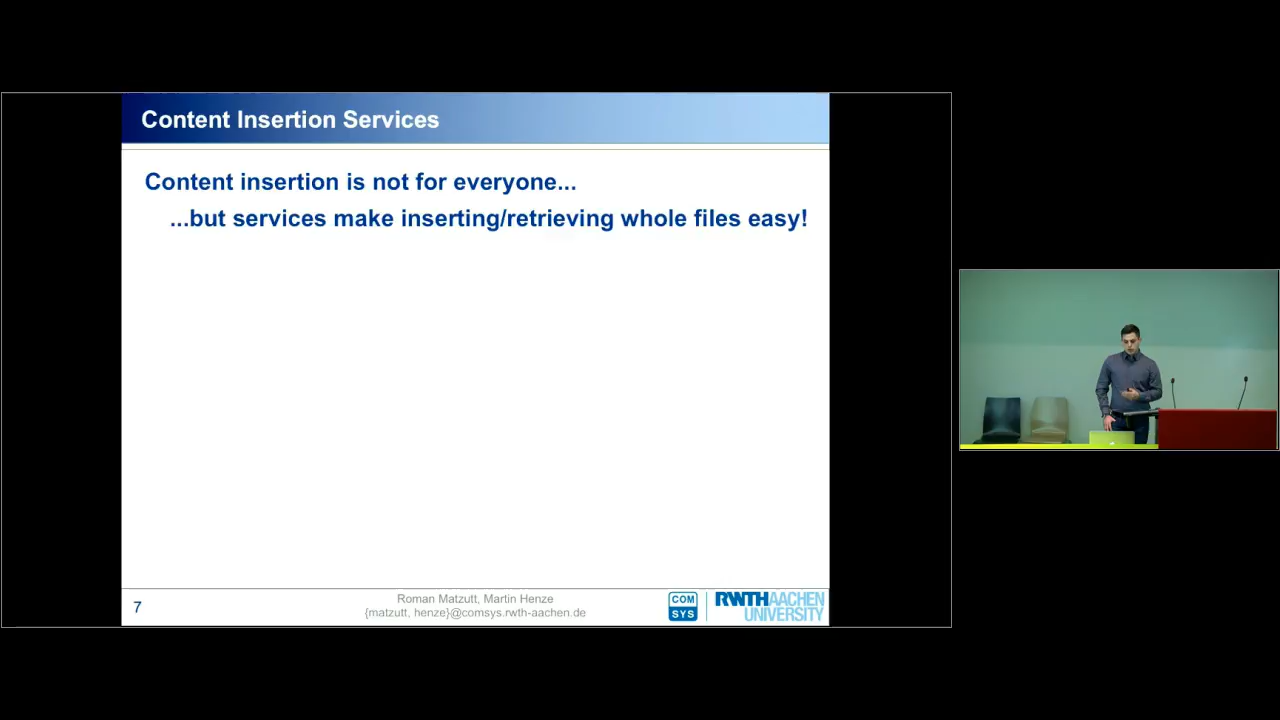 Content Insertion Services
Content insertion is not for everyone...
...but services make inserting/retrieving whole files easy!
7
Roman Matzutt, Martin Henze
{matzutt, henze}@comsys.rwth-aachen.de
COM
SYS
RWTHAACHEN
UNIVERSITY